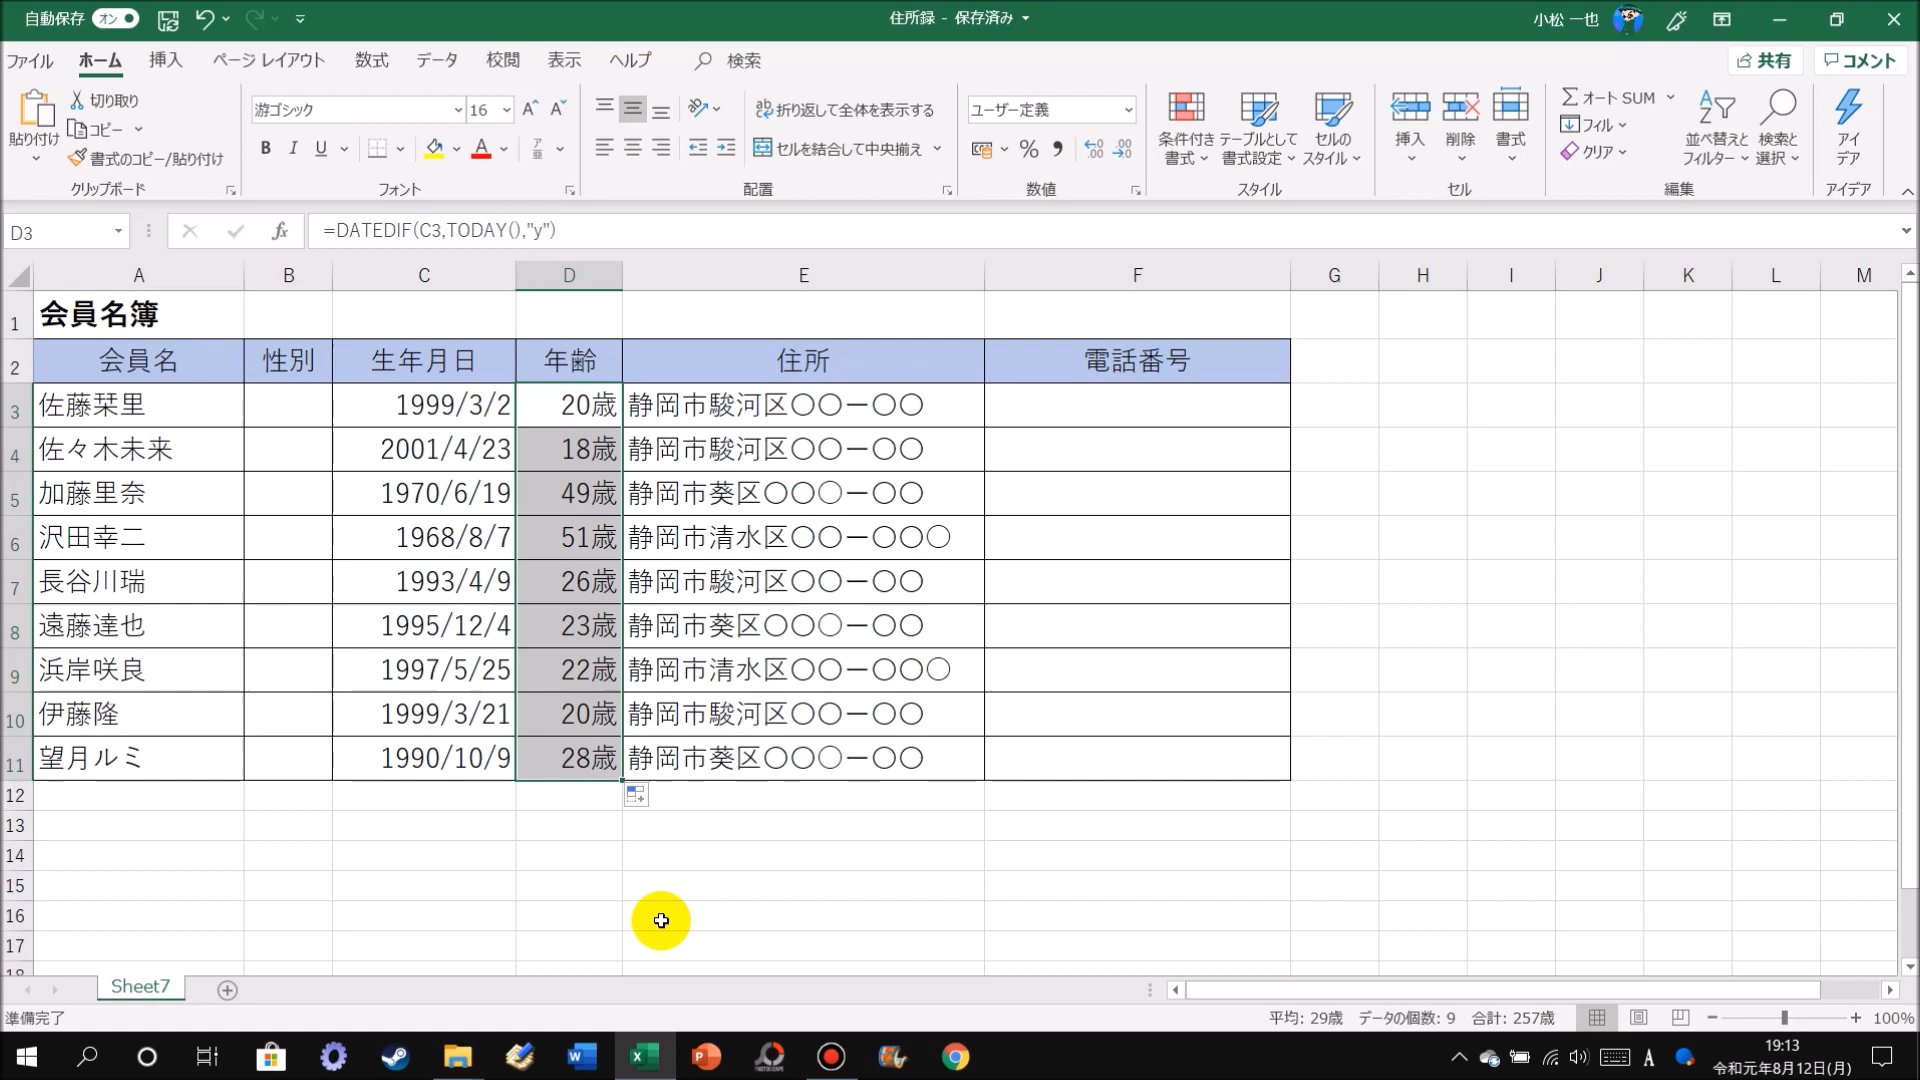 自動保存 オン 住所録 - 保存済み 小松 一也
ファイル ホーム 挿入 ページ レイアウト 数式 データ 校閲 表示 ヘルプ 検索 共有 コメント
貼り付け 切り取り コピー 書式のコピー/貼り付け
クリップボード
游ゴシック 16
B I U A 亜
フォント
折り返して全体を表示する
セルを結合して中央揃え
配置
ユーザー定義
%
数値
条件付き書式 テーブルとして書式設定 セルのスタイル
スタイル
挿入 削除 書式
セル
オート SUM フィル クリア
並べ替えとフィルター 検索と選択
編集
アイデア
アイデア
D3 fx =DATEDIF(C3,TODAY(),"y")
A B C D E F G H I J K L M
1 会員名簿
2 会員名 性別 生年月日 年齢 住所 電話番号
3 佐藤栞里 1999/3/2 20歳 静岡市駿河区〇〇ー〇〇
4 佐々木未来 2001/4/23 18歳 静岡市駿河区〇〇ー〇〇
5 加藤里奈 1970/6/19 49歳 静岡市葵区〇〇〇ー〇〇
6 沢田幸二 1968/8/7 51歳 静岡市清水区〇〇ー〇〇〇
7 長谷川瑞 1993/4/9 26歳 静岡市駿河区〇〇ー〇〇
8 遠藤達也 1995/12/4 23歳 静岡市葵区〇〇〇ー〇〇
9 浜岸咲良 1997/5/25 22歳 静岡市清水区〇〇ー〇〇〇
10 伊藤隆 1999/3/21 20歳 静岡市駿河区〇〇ー〇〇
11 望月ルミ 1990/10/9 28歳 静岡市葵区〇〇〇ー〇〇
12
13
14
15
16
17
18
Sheet7
準備完了 平均: 29歳 データの個数: 9 合計: 257歳 100%
A 19:13
令和元年8月12日(月)